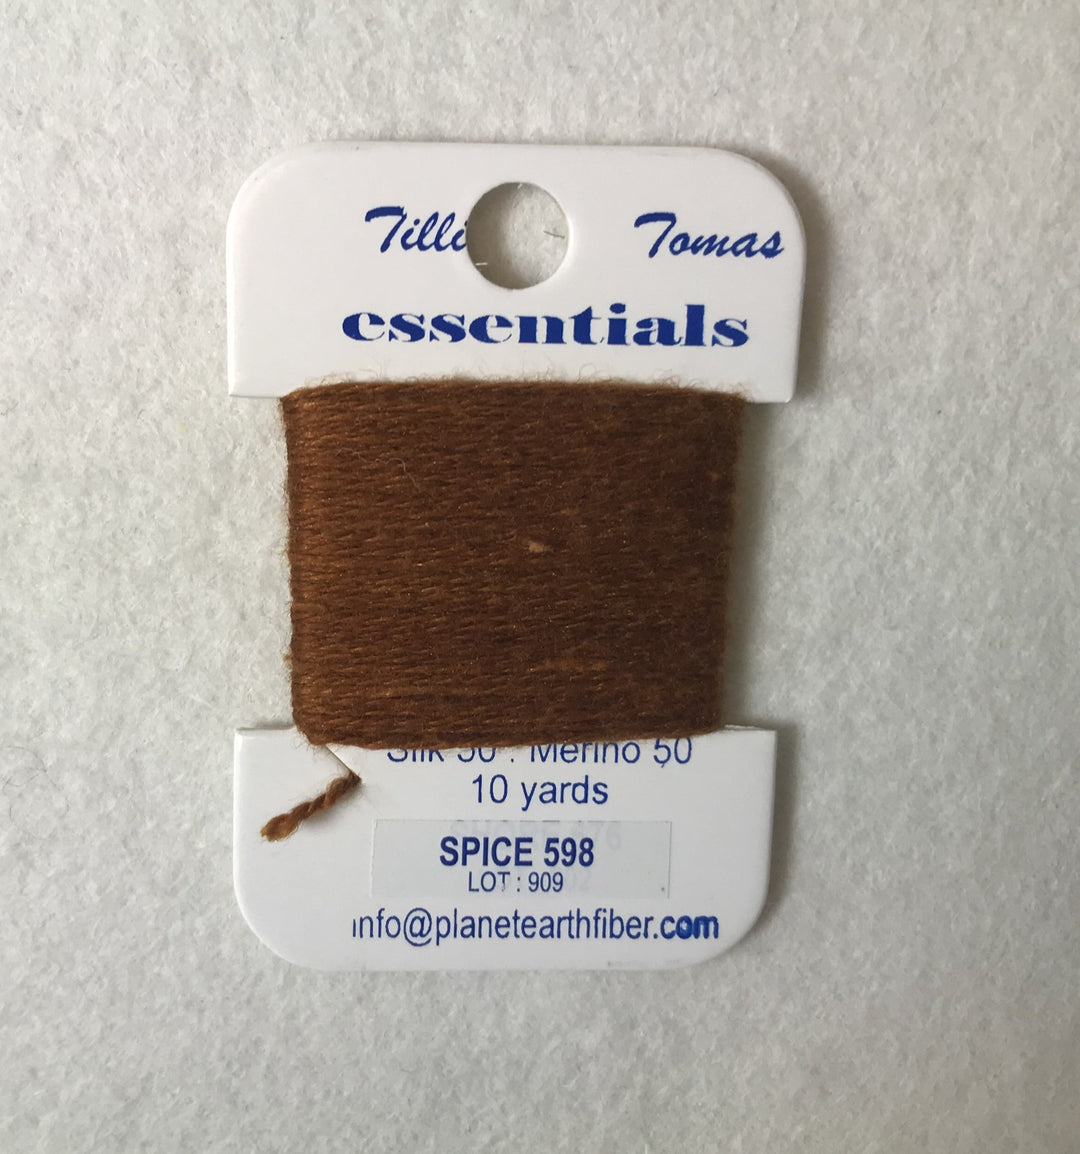 Tilli Tomas
essentials
Silk 50 . Merino 50
10 yards
SPICE 598
LOT : 909
info@planetearthfiber.com